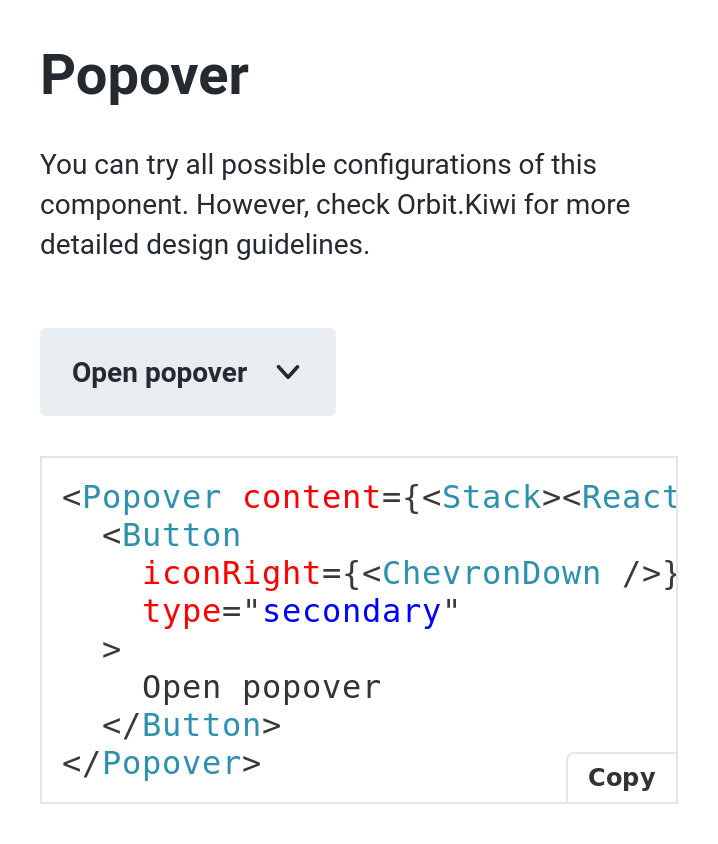 Popover
You can try all possible configurations of this
component. However, check Orbit.Kiwi for more
detailed design guidelines.
Open popover
<Popover content={<Stack><React
  <Button
    iconRight={<ChevronDown />}
    type="secondary"
  >
    Open popover
  </Button>
</Popover>
Copy